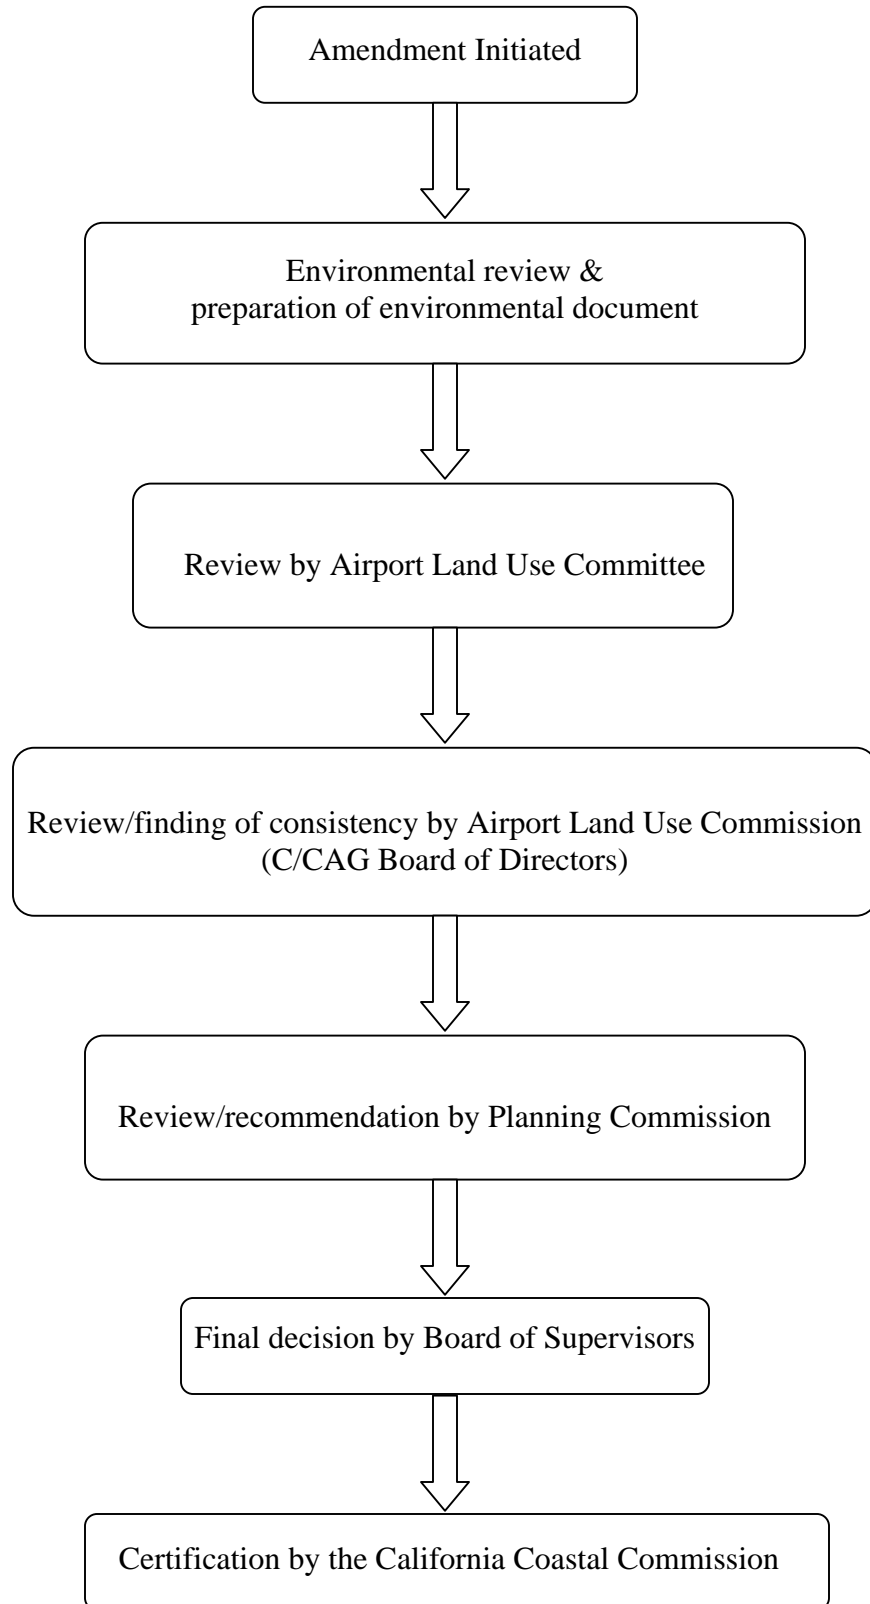 Amendment Initiated
Environmental review &
preparation of environmental document
Review by Airport Land Use Committee
Review/finding of consistency by Airport Land Use Commission
(C/CAG Board of Directors)
Review/recommendation by Planning Commission
Final decision by Board of Supervisors
Certification by the California Coastal Commission